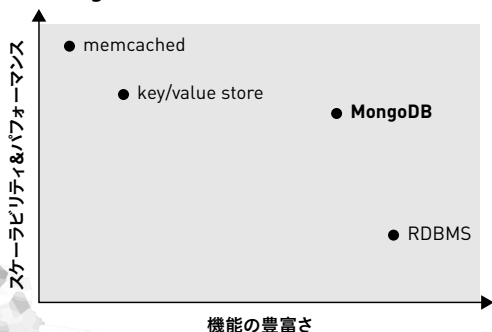 memcached
key/value store
MongoDB
RDBMS
スケーラビリティ&パフォーマンス
機能の豊富さ